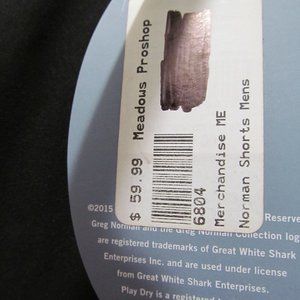 Meadows Proshop
$ 59.99
6804
Merchandise ME
Norman Shorts Mens
©2015
Reserve
Greg Norman and the Greg Norman Collection log
are registered trademarks of Great White Shark
Enterprises Inc. and are used under license
from Great White Shark Enterprises.
Play Dry is a registered